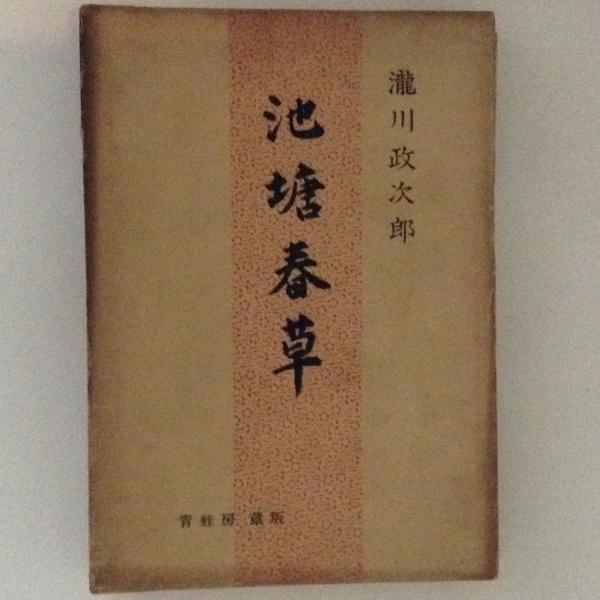 瀧川政次郎
池塘春草
青蛙房 蔵版